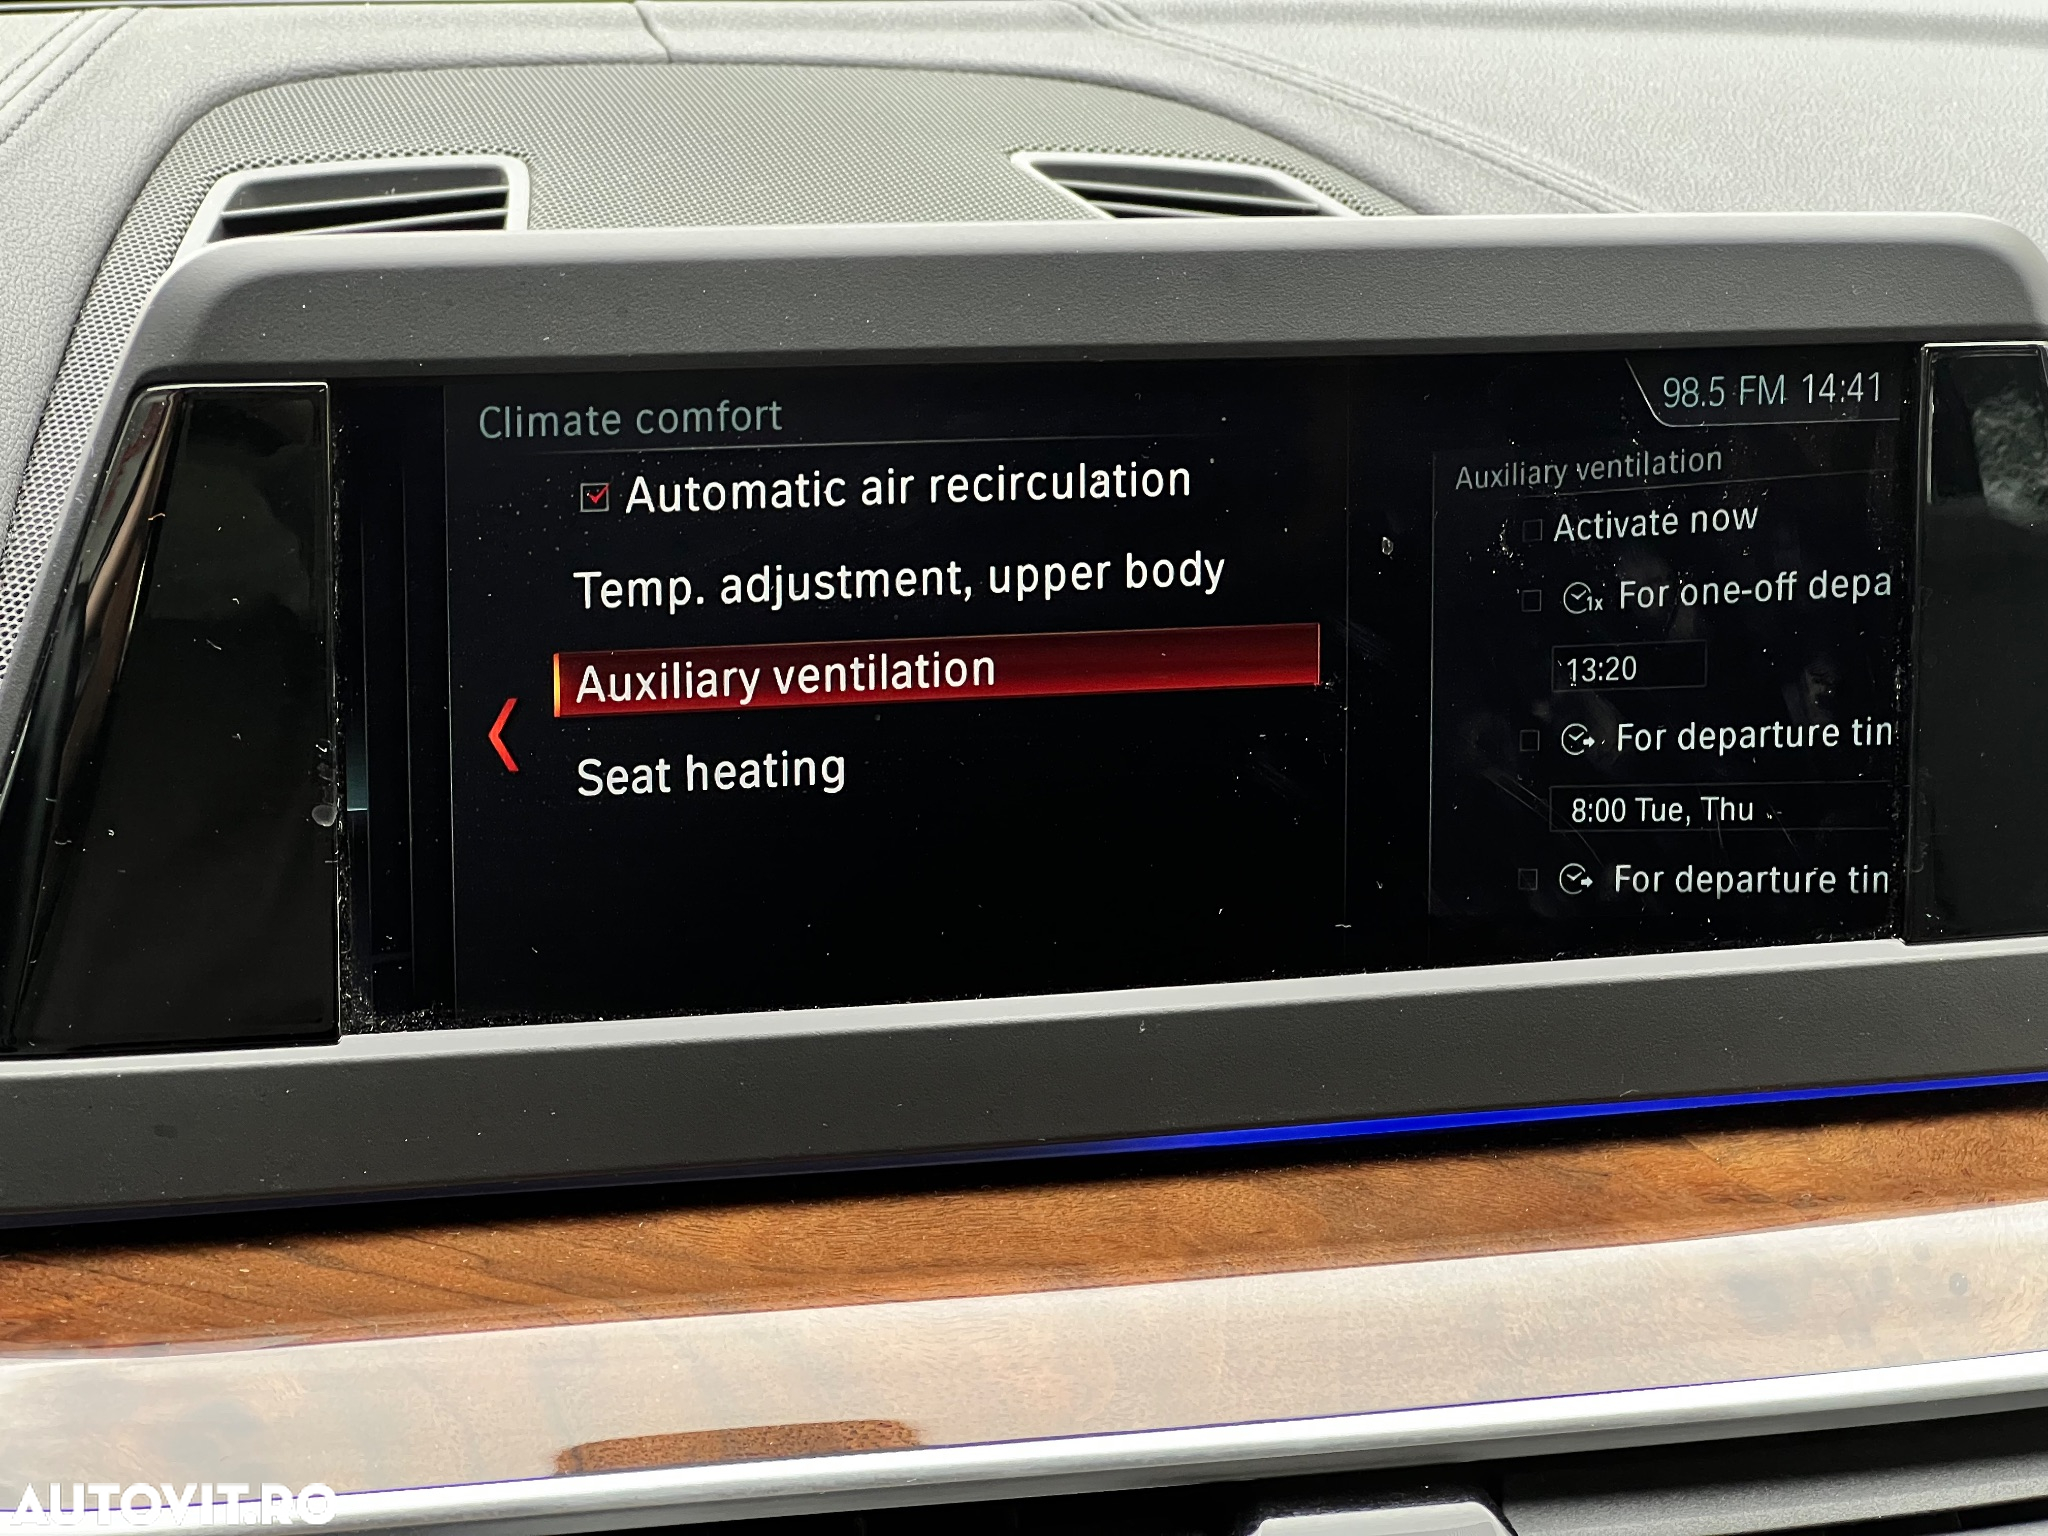 98.5 FM 14:41
Climate comfort
Automatic air recirculation
Temp. adjustment, upper body
Auxiliary ventilation
Seat heating
Auxiliary ventilation
Activate now
1x For one-off depa
13:20
For departure tin
8:00 Tue, Thu
For departure tin
AUTOVIT.RO